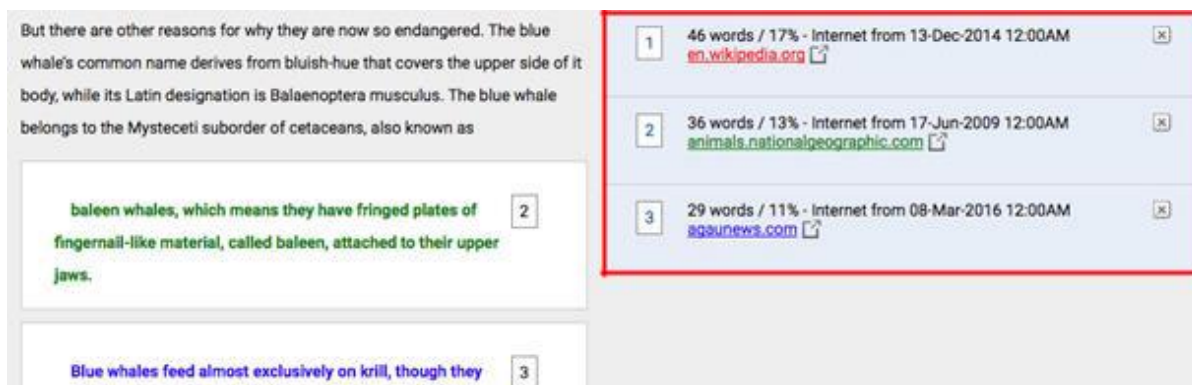 But there are other reasons for why they are now so endangered. The blue
whale's common name derives from bluish-hue that covers the upper side of it
body, while its Latin designation is Balaenoptera musculus. The blue whale
belongs to the Mysteceti suborder of cetaceans, also known as
baleen whales, which means they have fringed plates of
fingernail-like material, called baleen, attached to their upper
jaws.
2
Blue whales feed almost exclusively on krill, though they
3
1
46 words / 17% - Internet from 13-Dec-2014 12:00AM
en.wikipedia.org
2
36 words / 13% - Internet from 17-Jun-2009 12:00AM
animals.nationalgeographic.com
3
29 words / 11% - Internet from 08-Mar-2016 12:00AM
agaunews.com